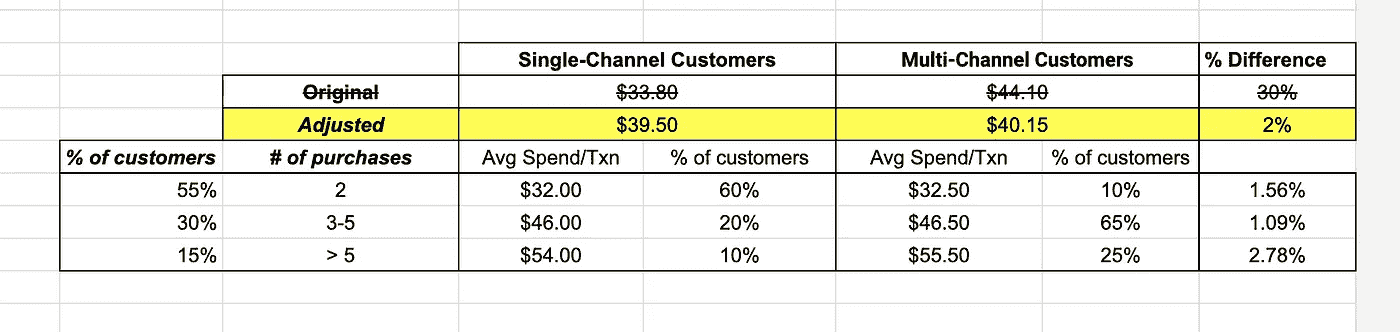 Single-Channel Customers Multi-Channel Customers % Difference
Original $33.80 $44.10 30%
Adjusted $39.50 $40.15 2%
% of customers # of purchases Avg Spend/Txn % of customers Avg Spend/Txn % of customers
55% 2 $32.00 60% $32.50 10% 1.56%
30% 3-5 $46.00 20% $46.50 65% 1.09%
15% > 5 $54.00 10% $55.50 25% 2.78%